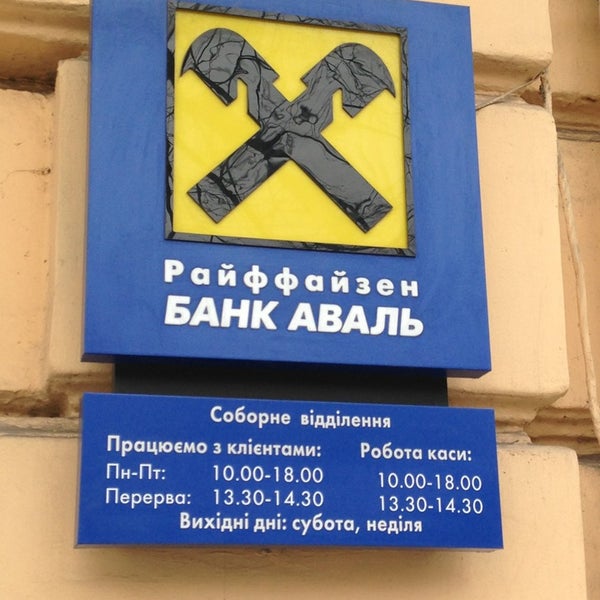 Райффайзен
БАНК АВАЛЬ
Соборне відділення
Працюємо з клієнтами: Робота каси:
Пн-Пт: 10.00-18.00 10.00-18.00
Перерва: 13.30-14.30 13.30-14.30
Вихідні дні: субота, неділя